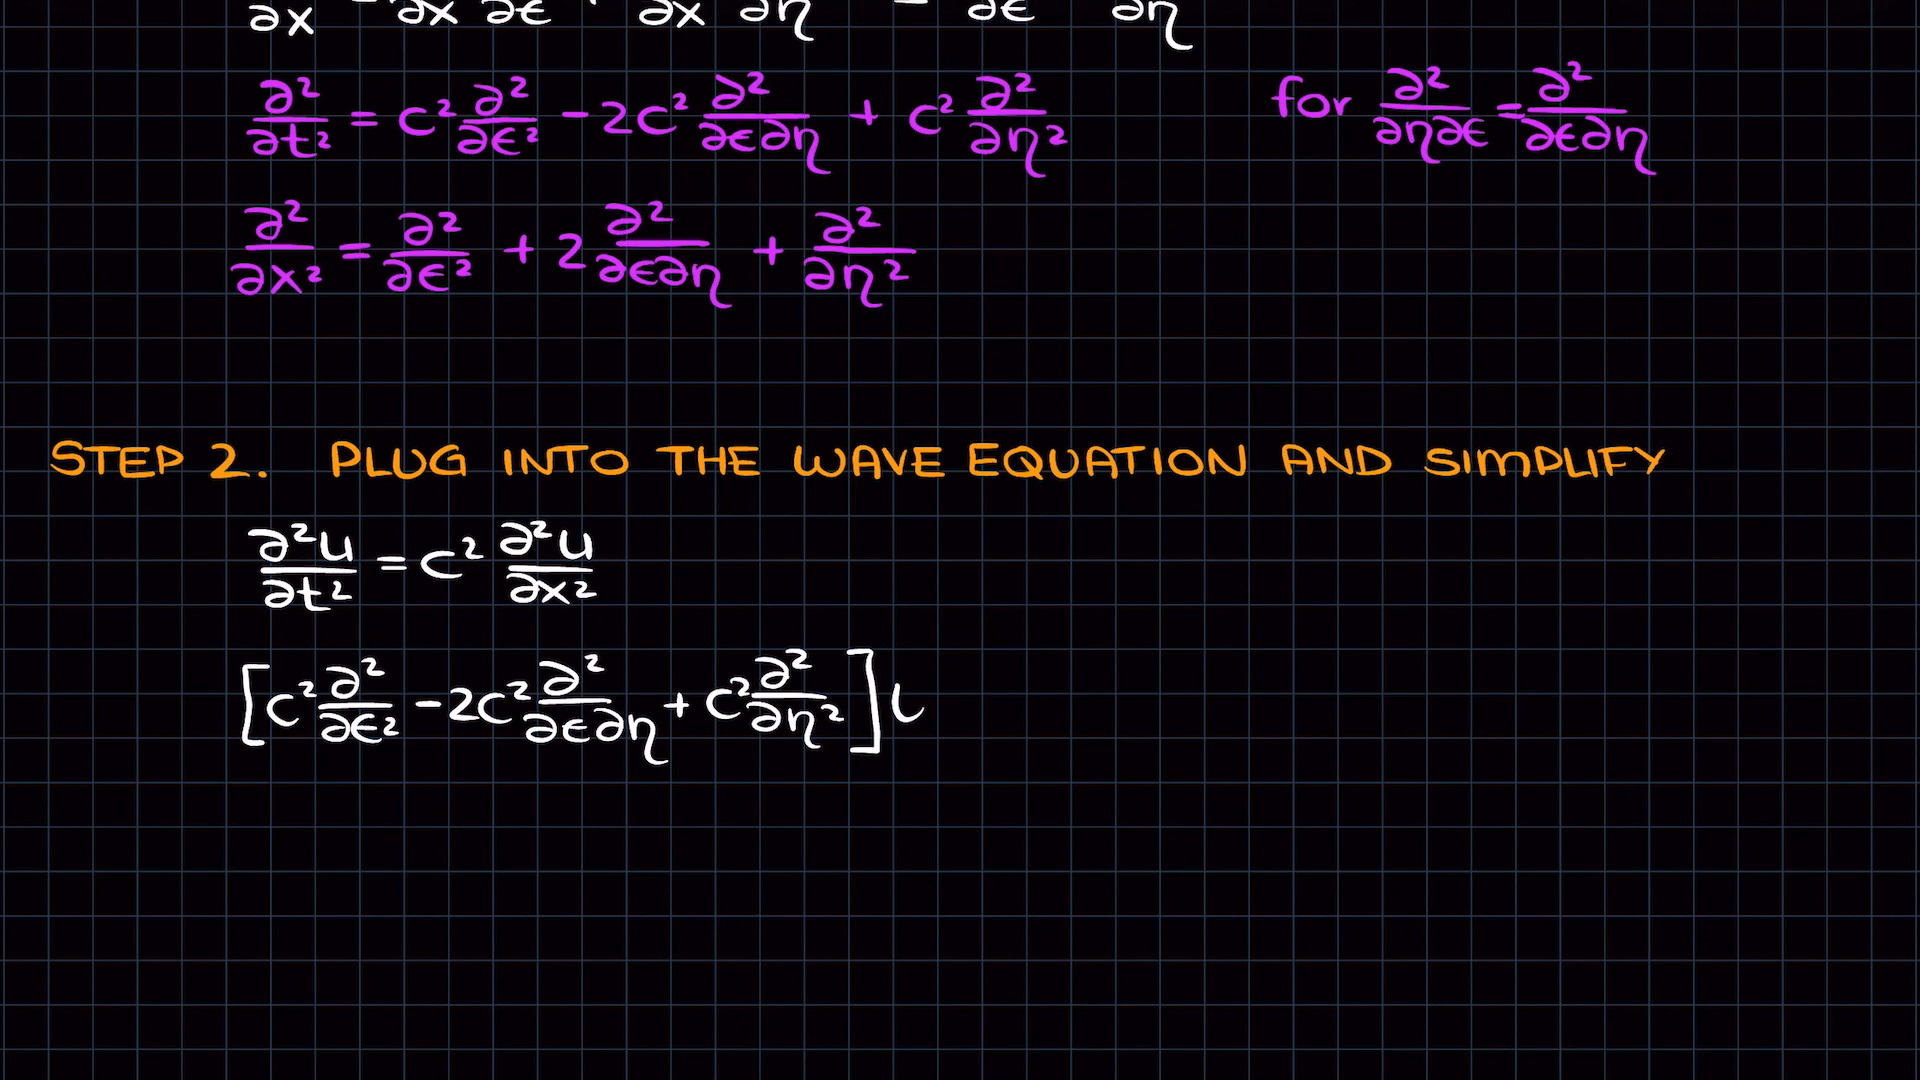 ∂x ∂x ∂ϵ ∂x ∂η = ∂ϵ ∂η
∂²/∂t² = c² ∂²/∂ϵ² - 2c² ∂²/∂ϵ∂η + c² ∂²/∂η² for ∂²/∂η∂ϵ = ∂²/∂ϵ∂η
∂²/∂x² = ∂²/∂ϵ² + 2 ∂²/∂ϵ∂η + ∂²/∂η²
STEP 2. PLUG INTO THE WAVE EQUATION AND SIMPLIFY
∂²u/∂t² = c² ∂²u/∂x²
[c² ∂²/∂ϵ² - 2c² ∂²/∂ϵ∂η + c² ∂²/∂η²]